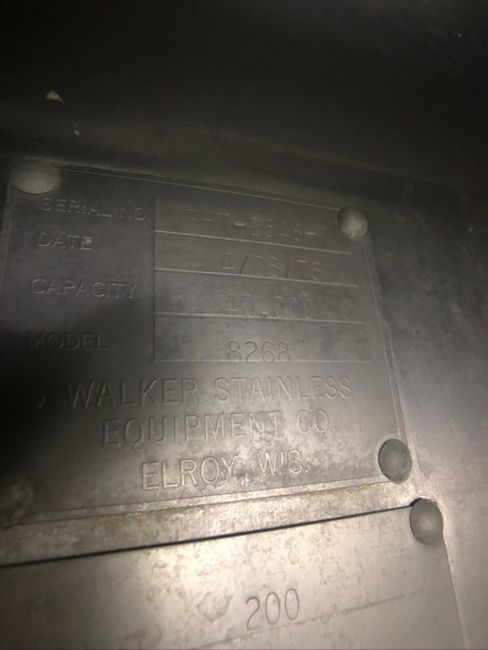 SERIAL NO.
DATE
CAPACITY 40,000
MODEL 8268
WALKER STAINLESS
EQUIPMENT CO.
ELROY, WIS.
200